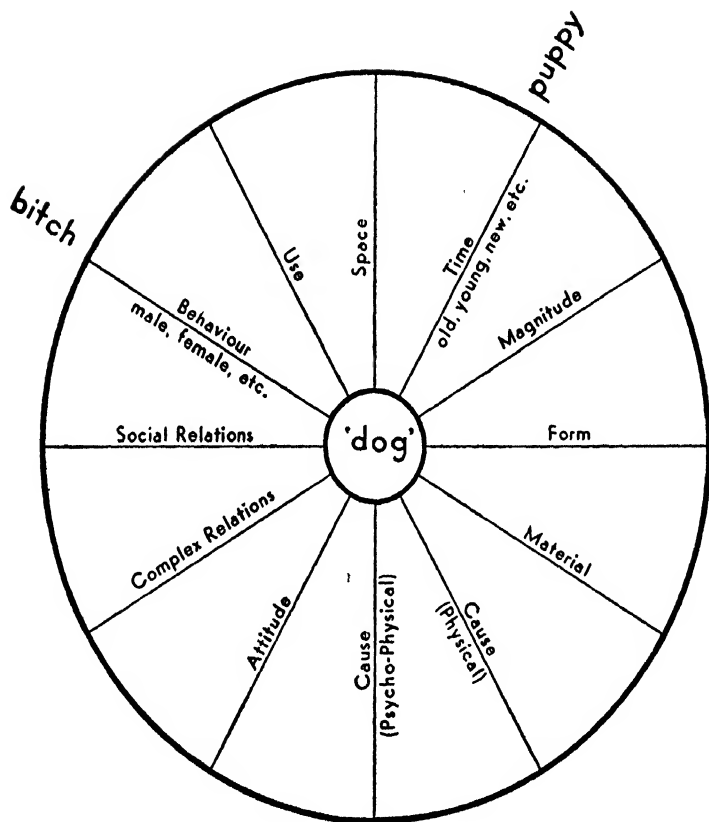 puppy
bitch
Space
Time
old, young, new, etc.
Magnitude
Form
Material
Cause
(Physical)
Cause
(Psycho-Physical)
Attitude
Complex Relations
Social Relations
Behaviour
male, female, etc.
Use
'dog'